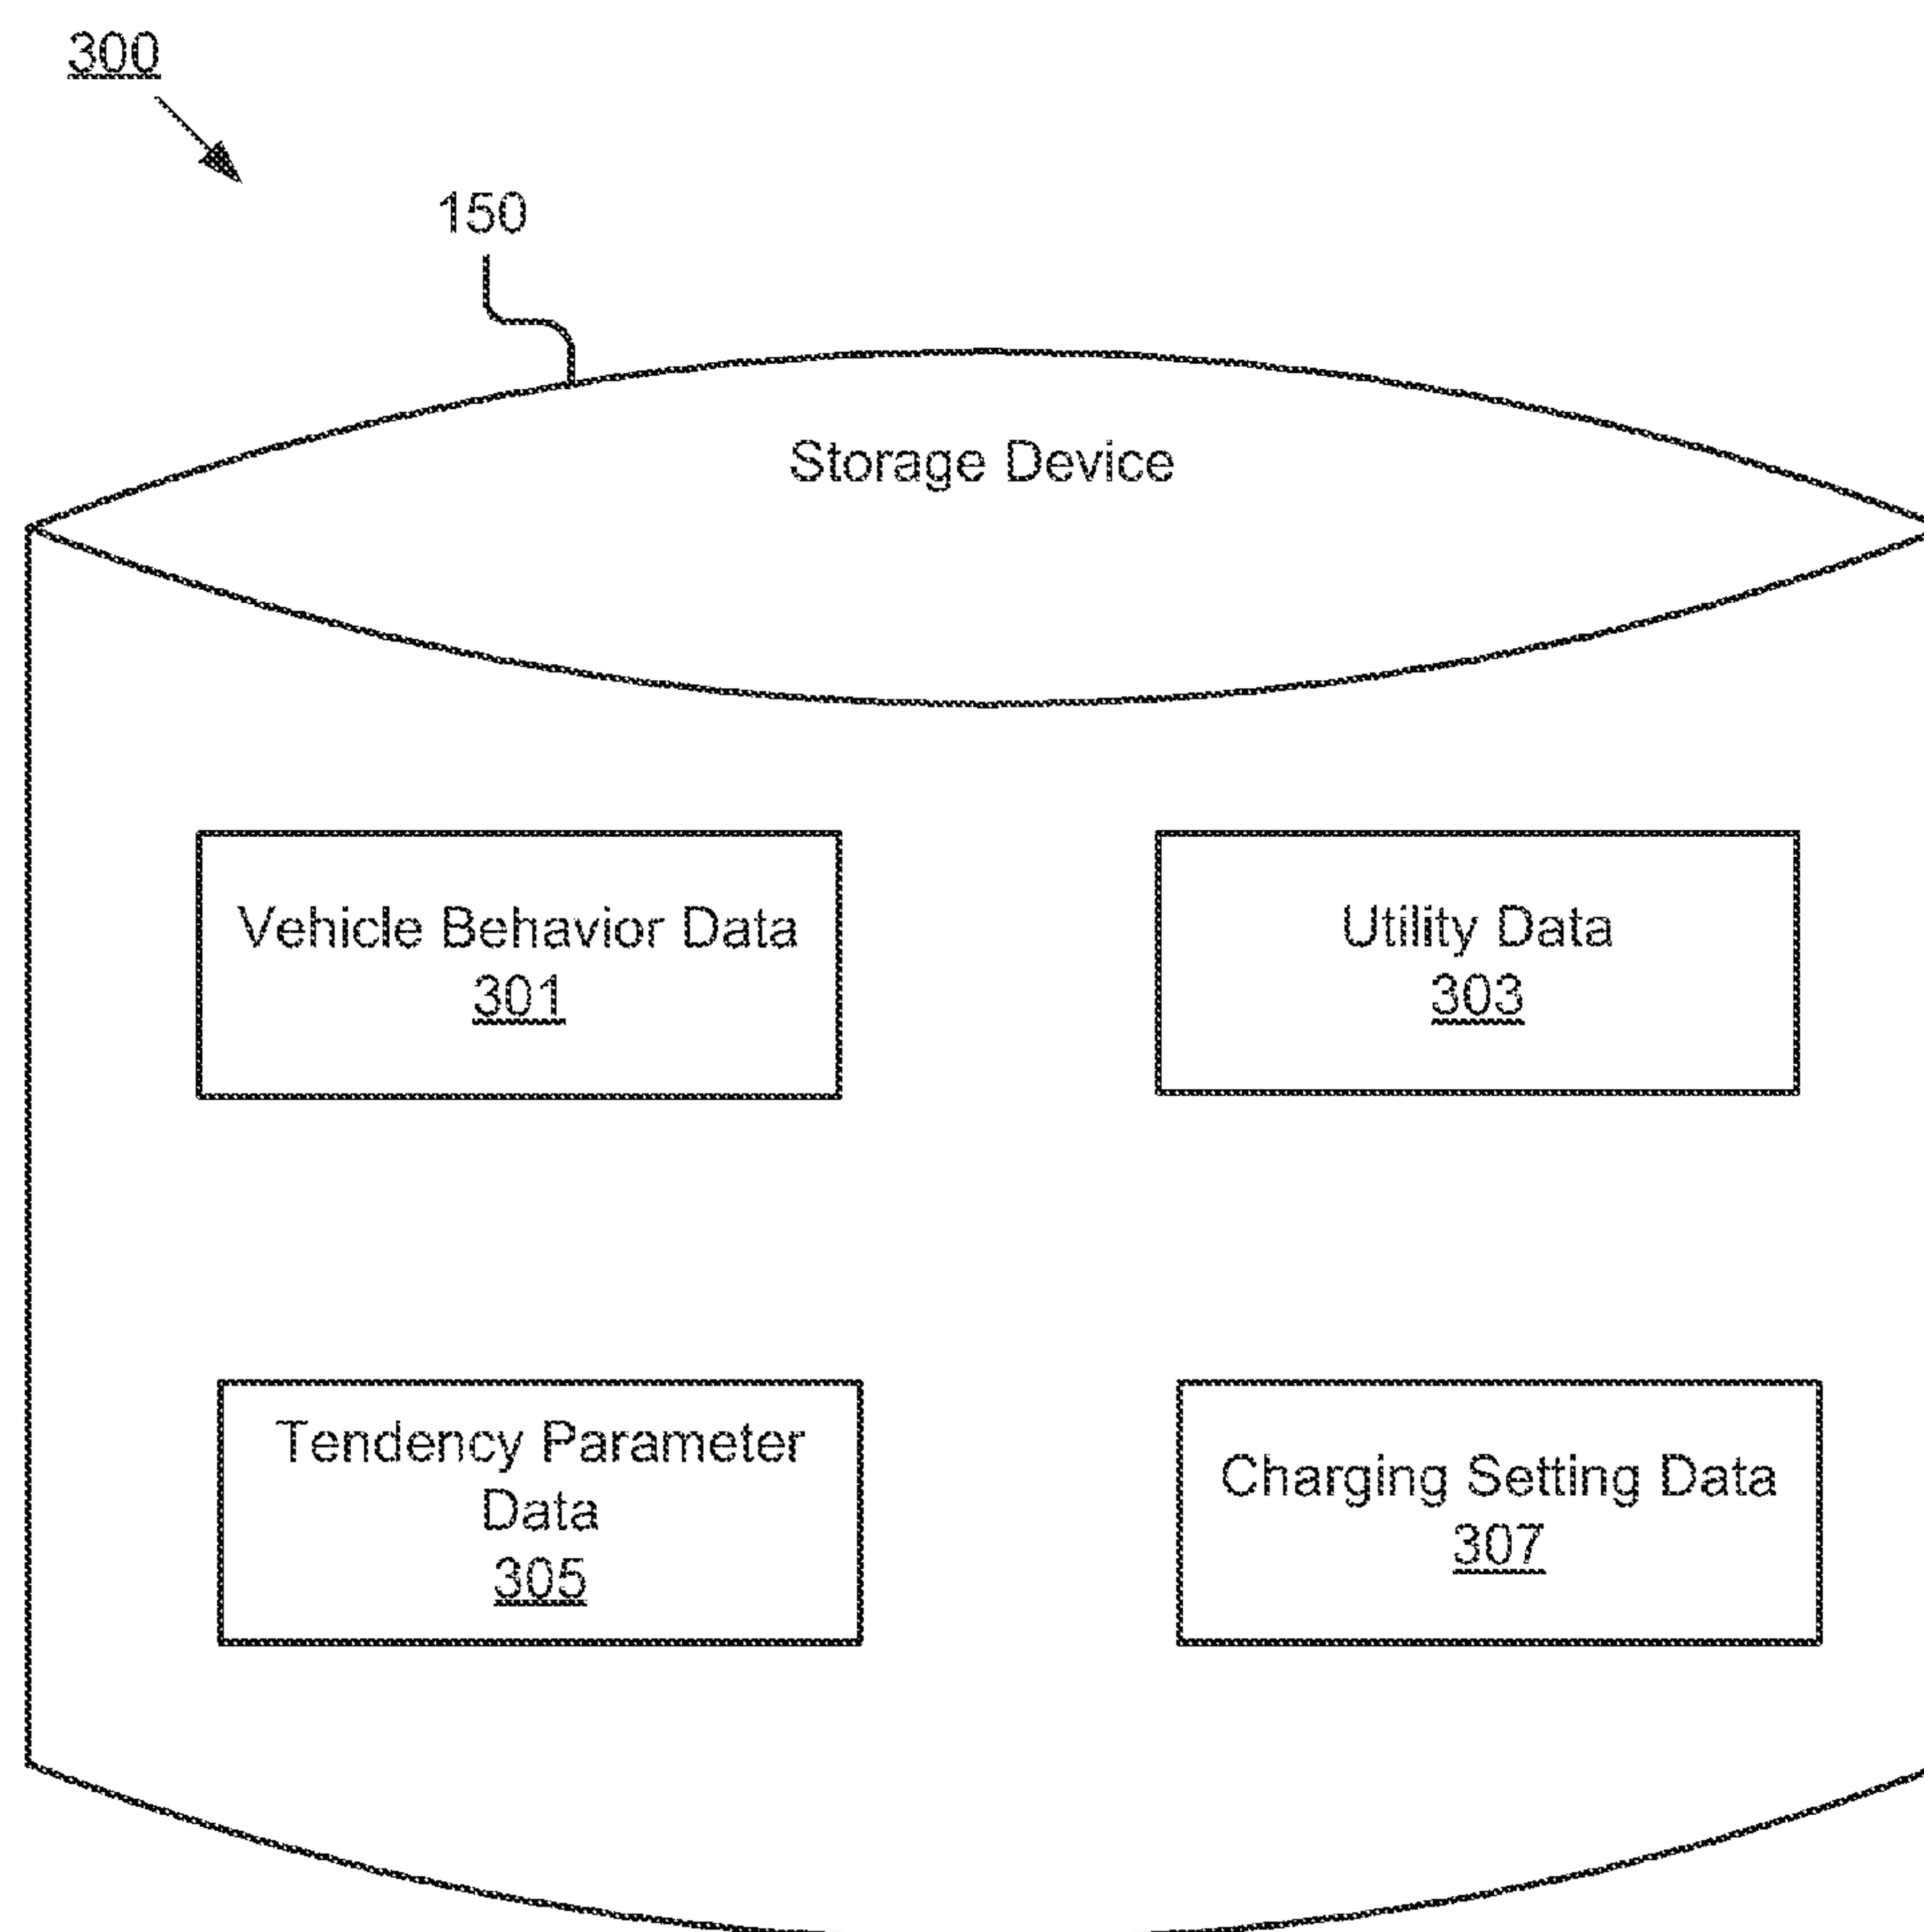 300
150
Storage Device
Vehicle Behavior Data
301
Utility Data
303
Tendency Parameter
Data
305
Charging Setting Data
307